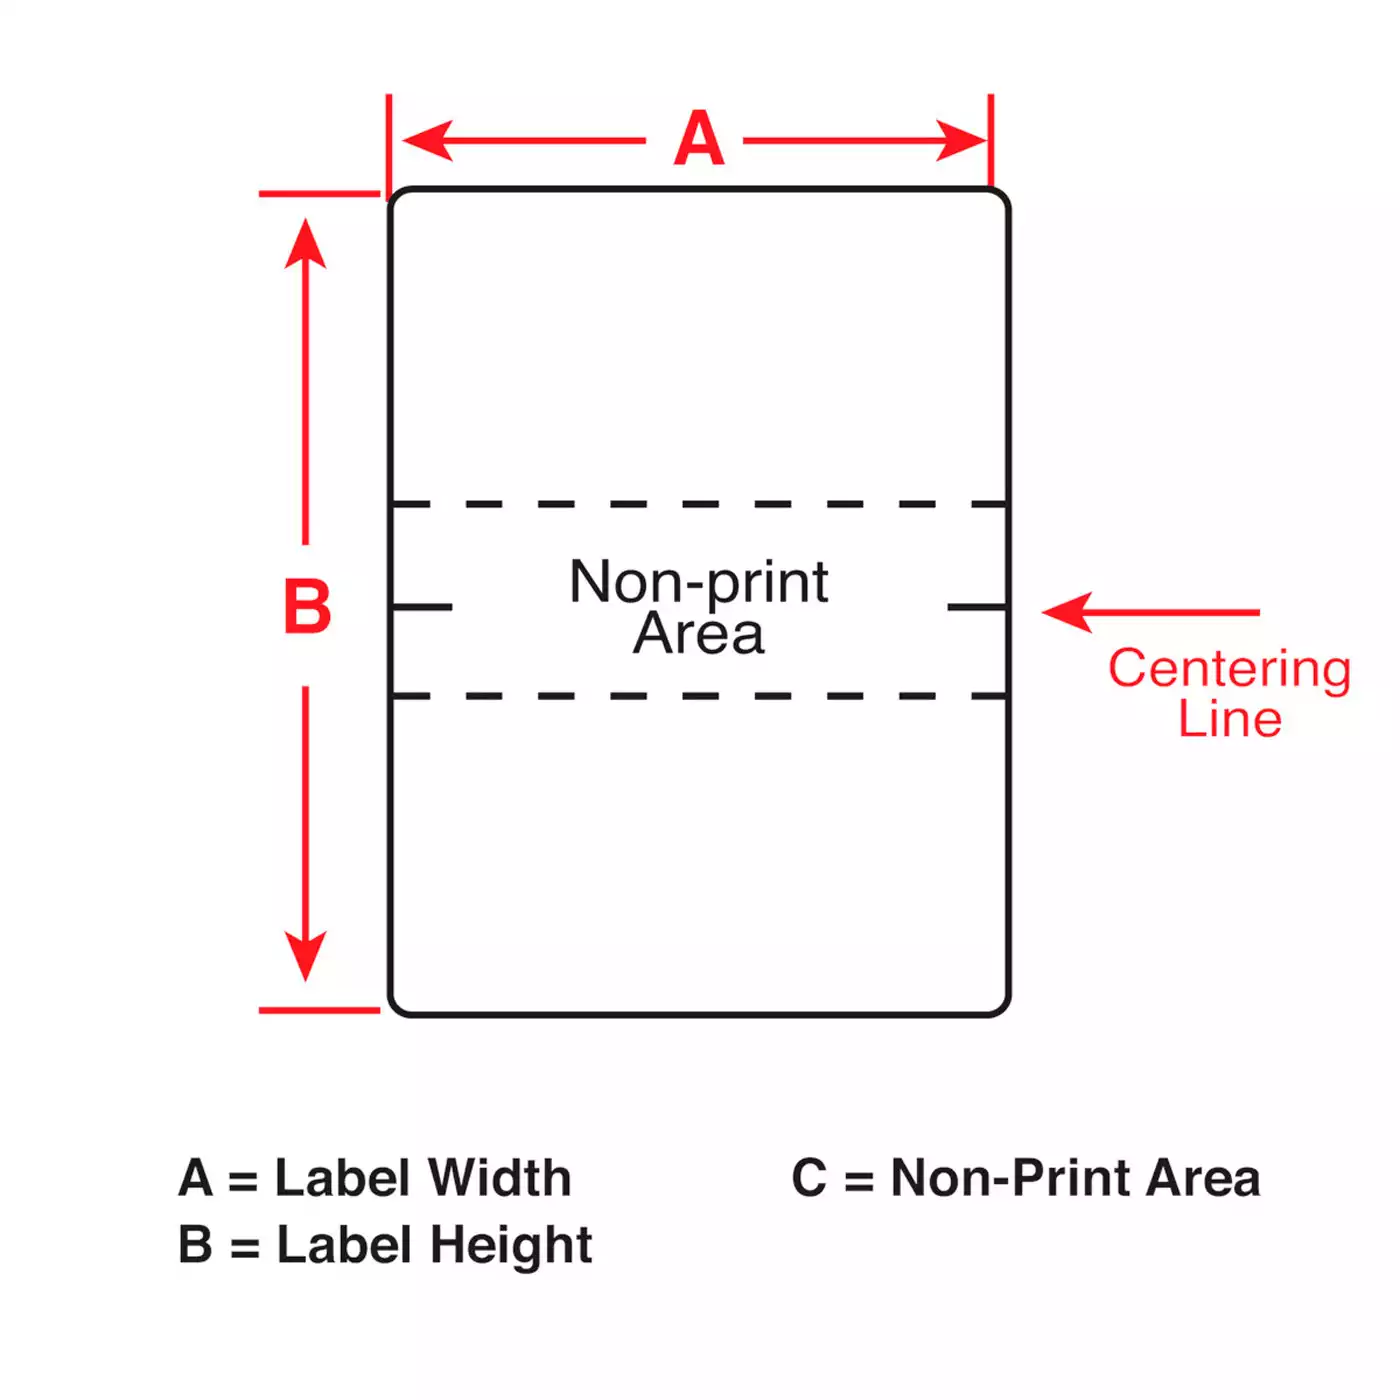 A
B
Non-print
Area
Centering
Line
A = Label Width
B = Label Height
C = Non-Print Area